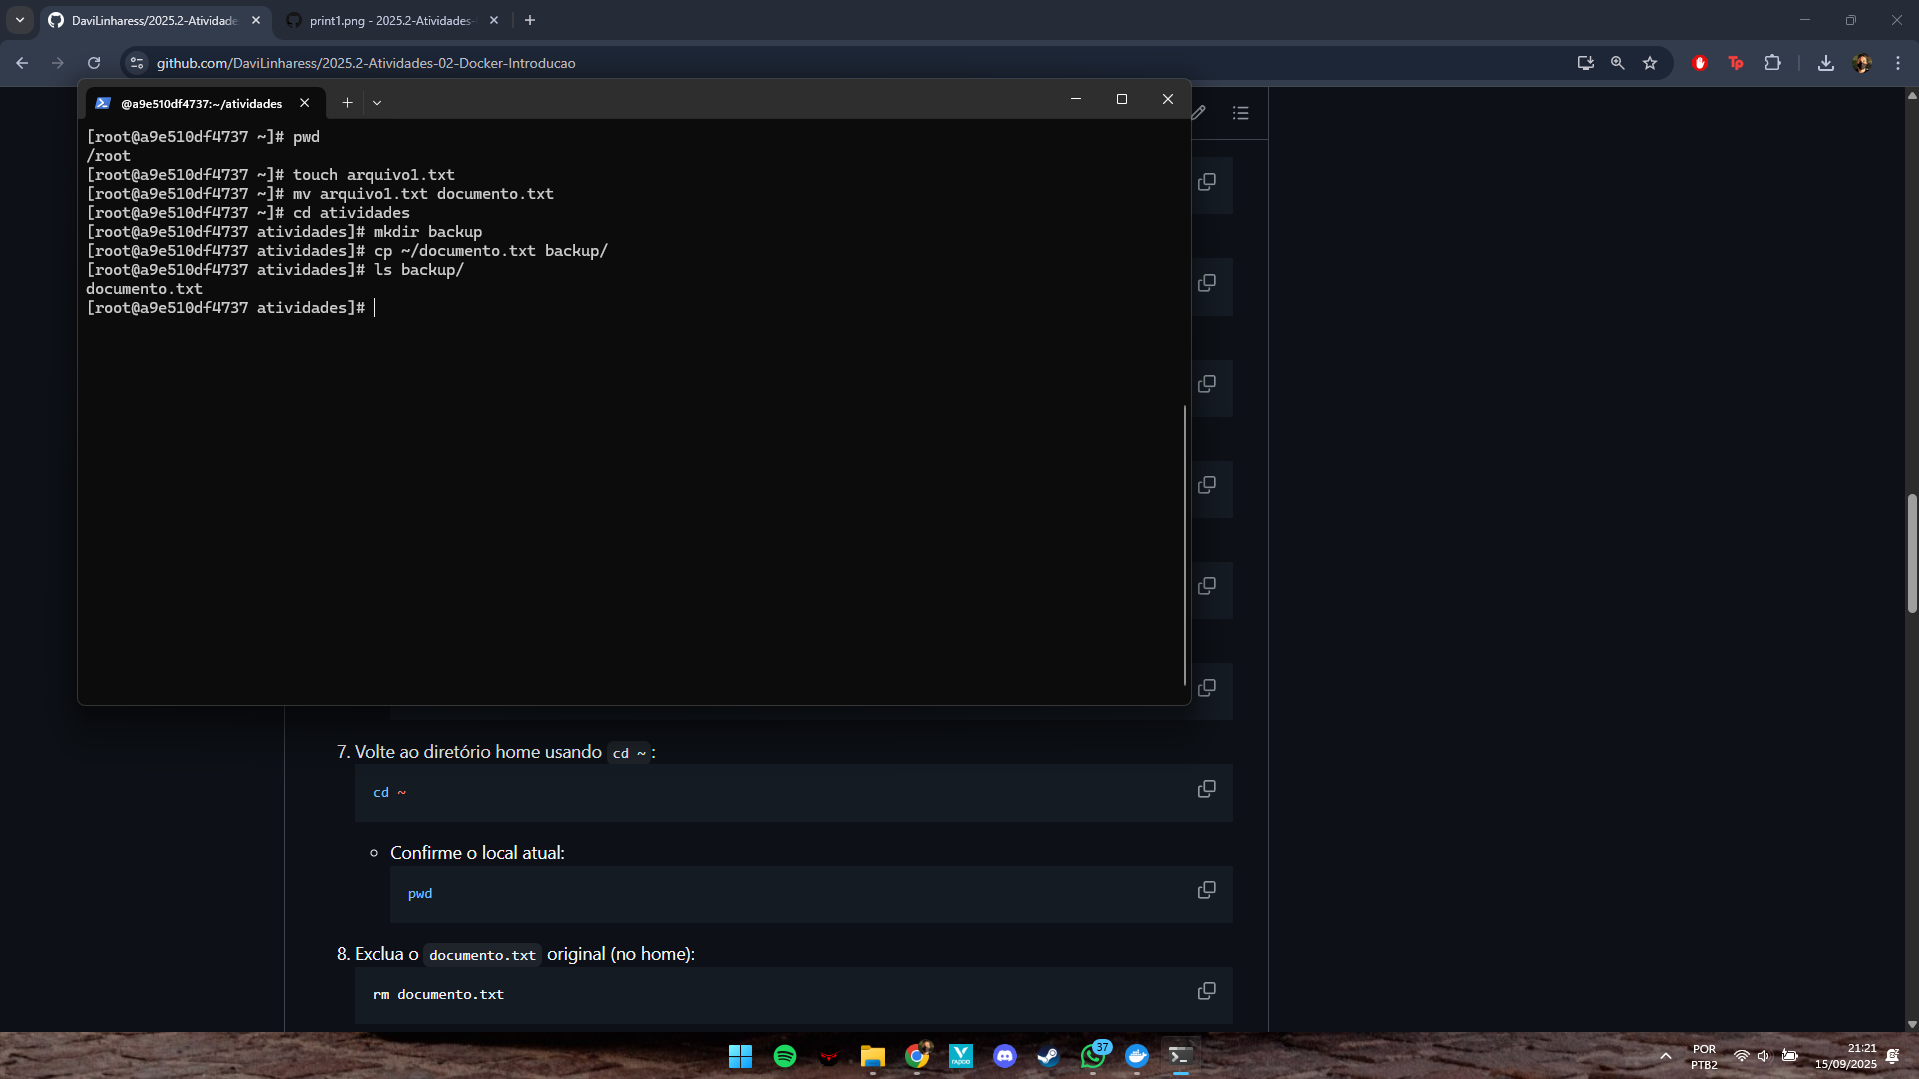 DaviLinharess/2025.2-Atividade
print1.png - 2025.2-Atividades-
github.com/DaviLinharess/2025.2-Atividades-02-Docker-Introducao
Tp
@a9e510df4737:~/atividades
[root@a9e510df4737 ~]# pwd
/root
[root@a9e510df4737 ~]# touch arquivo1.txt
[root@a9e510df4737 ~]# mv arquivo1.txt documento.txt
[root@a9e510df4737 ~]# cd atividades
[root@a9e510df4737 atividades]# mkdir backup
[root@a9e510df4737 atividades]# cp ~/documento.txt backup/
[root@a9e510df4737 atividades]# ls backup/
documento.txt
[root@a9e510df4737 atividades]#
7. Volte ao diretório home usando cd ~ :
cd ~
Confirme o local atual:
pwd
8. Exclua o documento.txt original (no home):
rm documento.txt
V
rapoo
37
POR
PTB2
21:21
15/09/2025